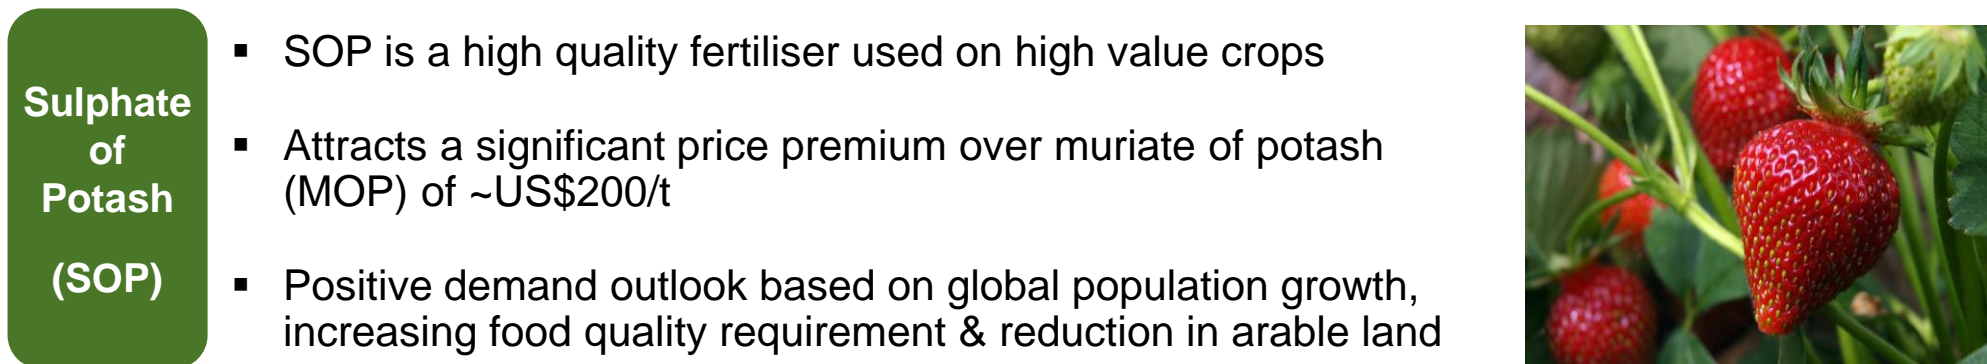 Sulphate
of
Potash
(SOP)
▪ SOP is a high quality fertiliser used on high value crops
▪ Attracts a significant price premium over muriate of potash
(MOP) of ~US$200/t
▪ Positive demand outlook based on global population growth,
increasing food quality requirement & reduction in arable land